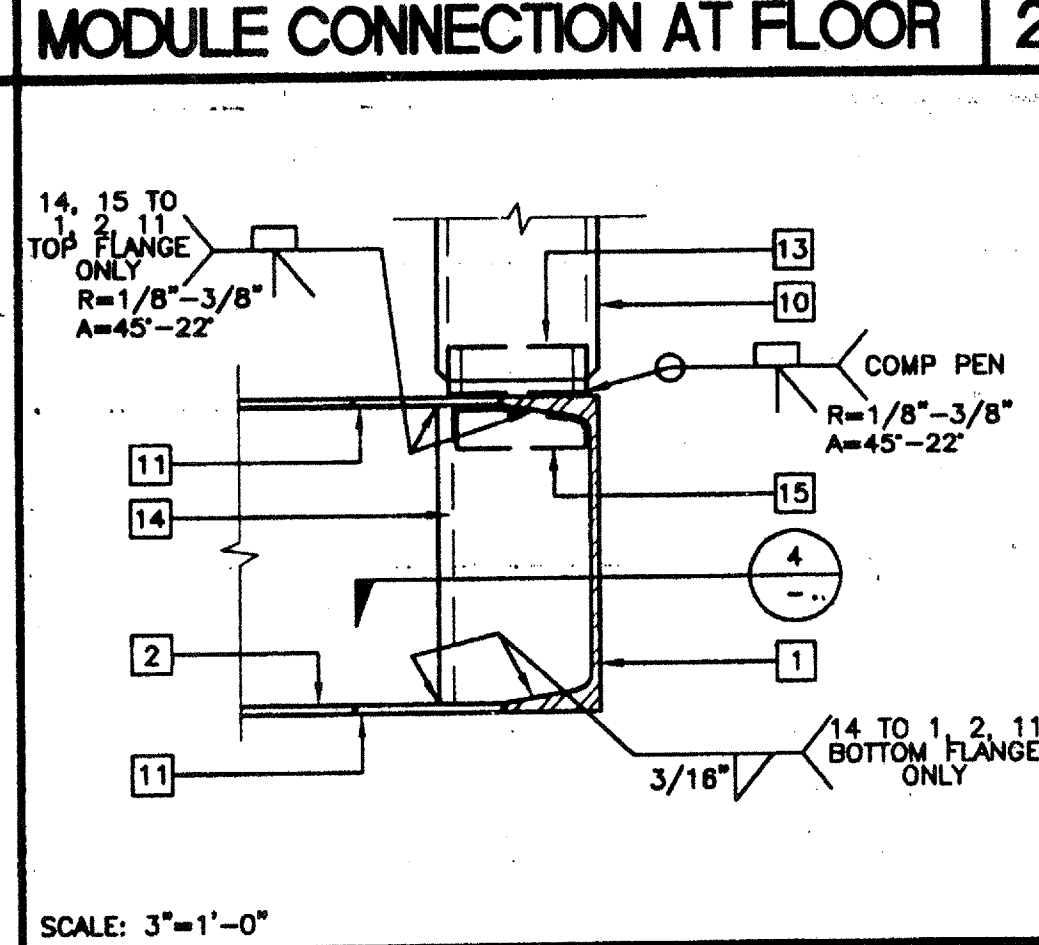 MODULE CONNECTION AT FLOOR 2
14, 15 TO
1, 2, 11
TOP FLANGE
ONLY
R=1/8"-3/8"
A=45°-22°
13
10
COMP PEN
R=1/8"-3/8"
A=45°-22°
11
14
15
4
-
2
1
11
3/16"
14 TO 1, 2, 11
BOTTOM FLANGE
ONLY
SCALE: 3"=1'-0"